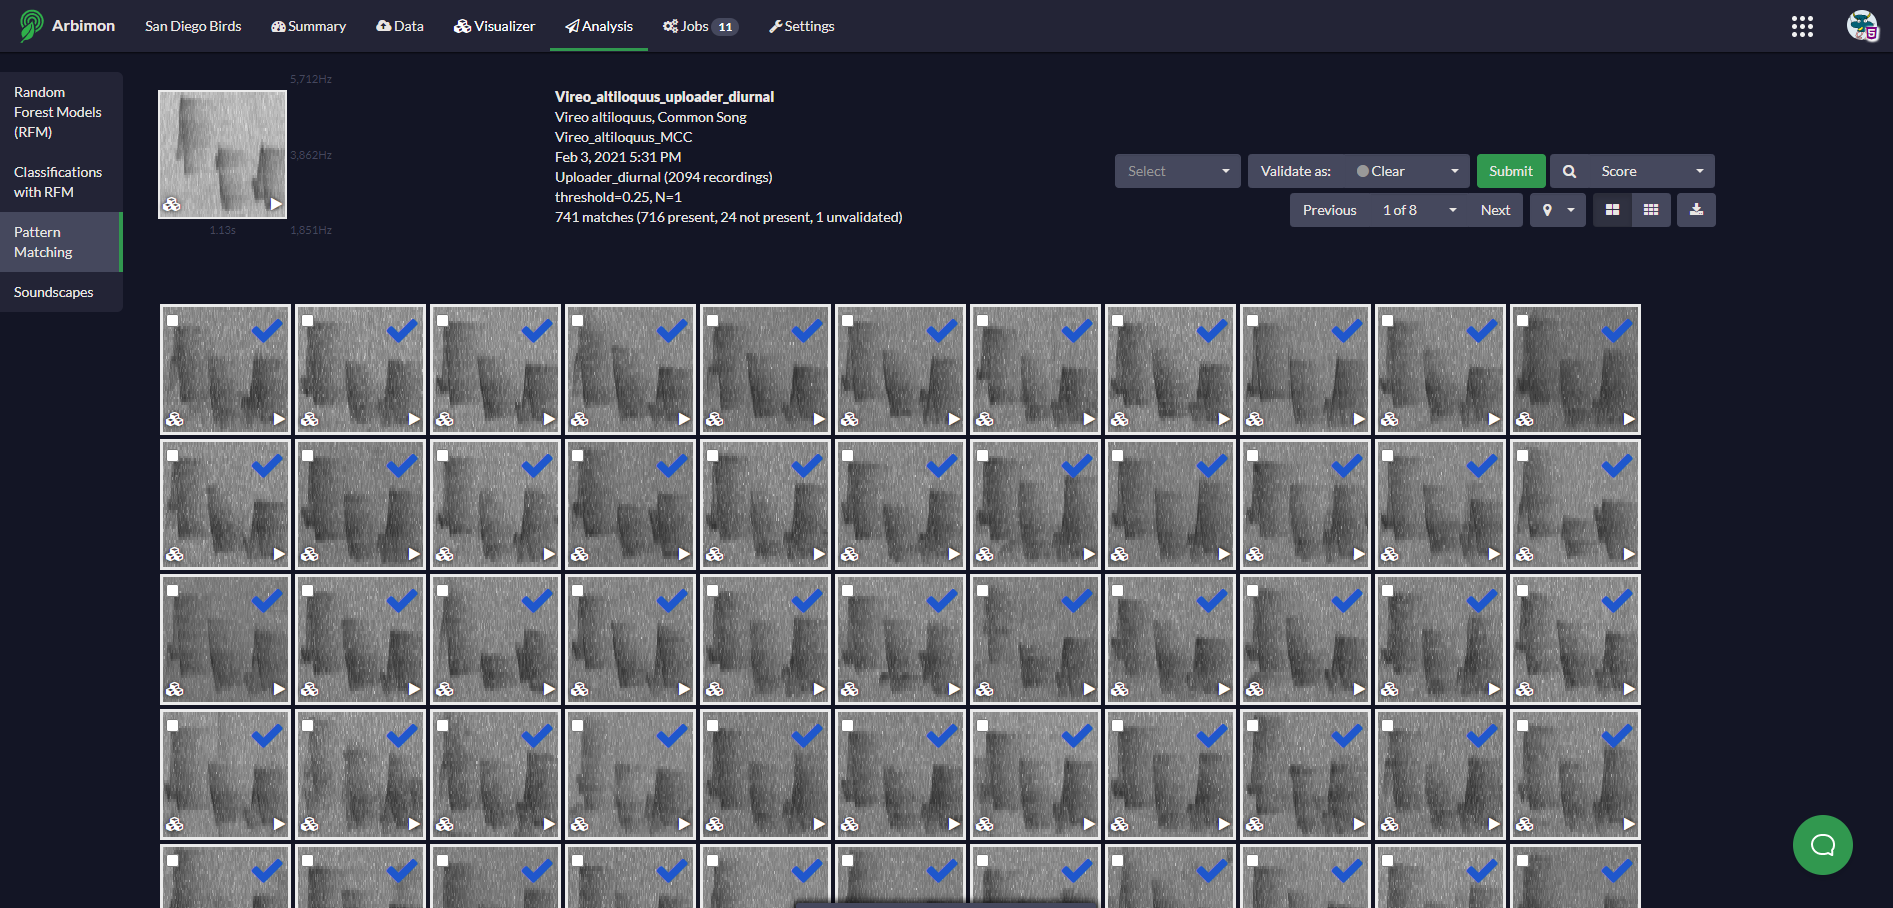 Arbimon
San Diego Birds
Summary
Data
Visualizer
Analysis
Jobs 11
Settings
Random
Forest Models
(RFM)
Classifications
with RFM
Pattern
Matching
Soundscapes
5,712Hz
3,862Hz
1.13s
1,851Hz
Vireo_altiloquus_uploader_diurnal
Vireo altiloquus, Common Song
Vireo_altiloquus_MCC
Feb 3, 2021 5:31 PM
Uploader_diurnal (2094 recordings)
threshold=0.25, N=1
741 matches (716 present, 24 not present, 1 unvalidated)
Select
Validate as: Clear
Submit
Score
Previous
1 of 8
Next